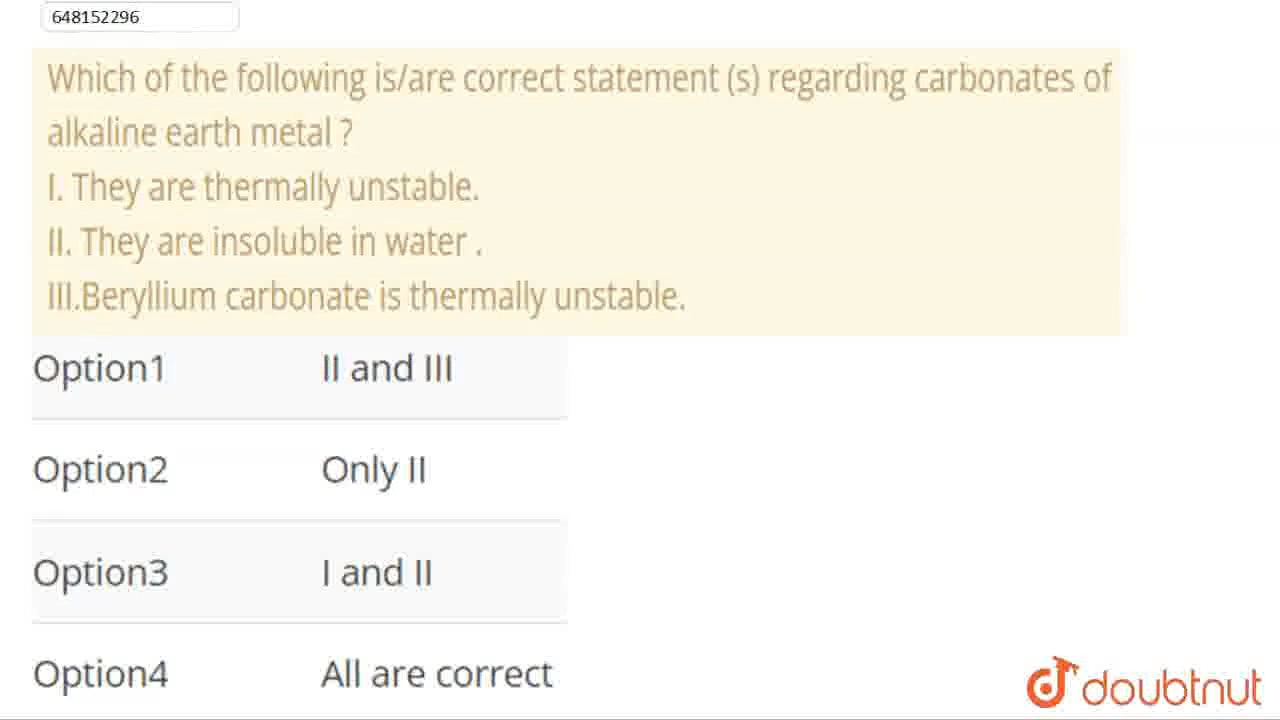 648152296
Which of the following is/are correct statement (s) regarding carbonates of
alkaline earth metal ?
I. They are thermally unstable.
II. They are insoluble in water .
III.Beryllium carbonate is thermally unstable.
Option1 II and III
Option2 Only II
Option3 I and II
Option4 All are correct
doubtnut